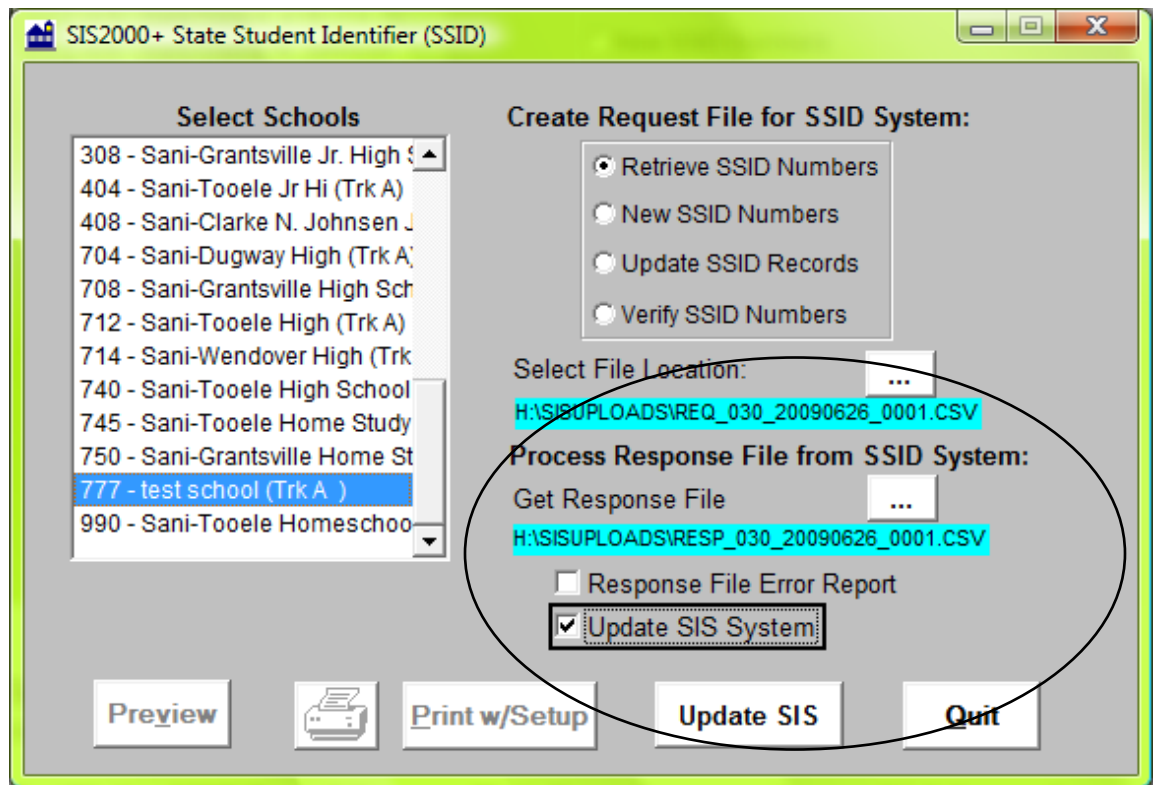 SIS2000+ State Student Identifier (SSID)
Select Schools
308 - Sani-Grantsville Jr. High S
404 - Sani-Tooele Jr Hi (Trk A)
408 - Sani-Clarke N. Johnsen J
704 - Sani-Dugway High (Trk A)
708 - Sani-Grantsville High Sch
712 - Sani-Tooele High (Trk A)
714 - Sani-Wendover High (Trk
740 - Sani-Tooele High School
745 - Sani-Tooele Home Study
750 - Sani-Grantsville Home St
777 - test school (Trk A )
990 - Sani-Tooele Homeschoo
Create Request File for SSID System:
Retrieve SSID Numbers
New SSID Numbers
Update SSID Records
Verify SSID Numbers
Select File Location:
...
H:\SISUPLOADS\REQ_030_20090626_0001.CSV
Process Response File from SSID System:
Get Response File
...
H:\SISUPLOADS\RESP_030_20090626_0001.CSV
Response File Error Report
Update SIS System
Preview
Print w/Setup
Update SIS
Quit